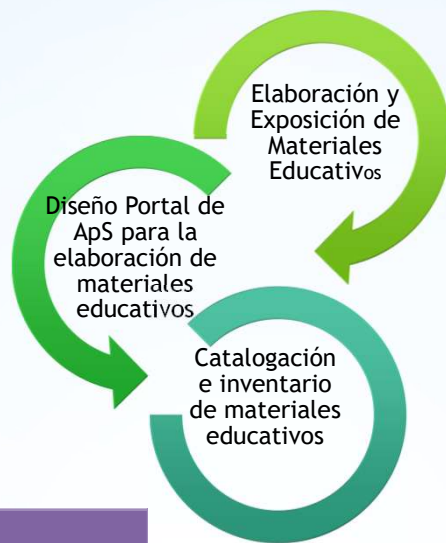 Elaboración y
Exposición de
Materiales
Educativos
Diseño Portal de
ApS para la
elaboración de
materiales
educativos
Catalogación
e inventario
de materiales
educativos